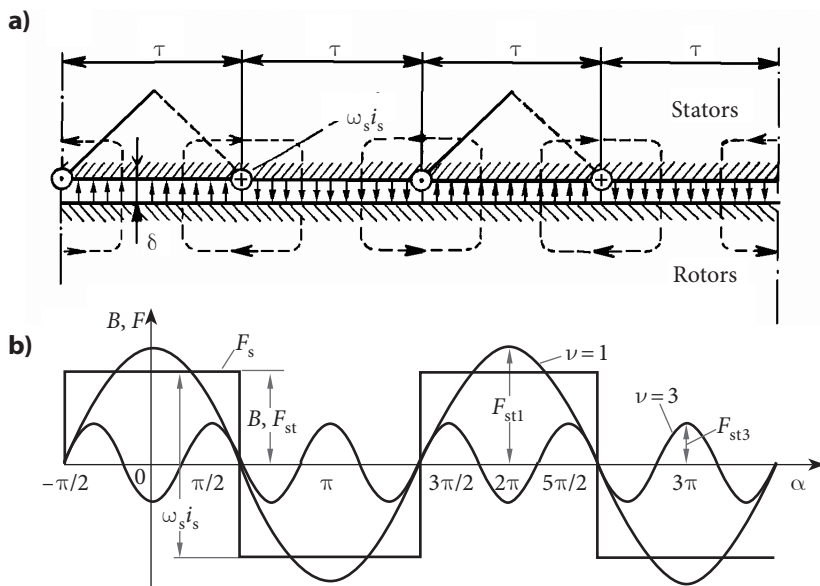 a)
τ τ τ τ
ω_s i_s
Stators
δ
Rotors
b)
B, F
F_s
ν = 1
B, F_st
F_st1
ν = 3
F_st3
−π/2 0 π/2 π 3π/2 2π 5π/2 3π α
ω_s i_s